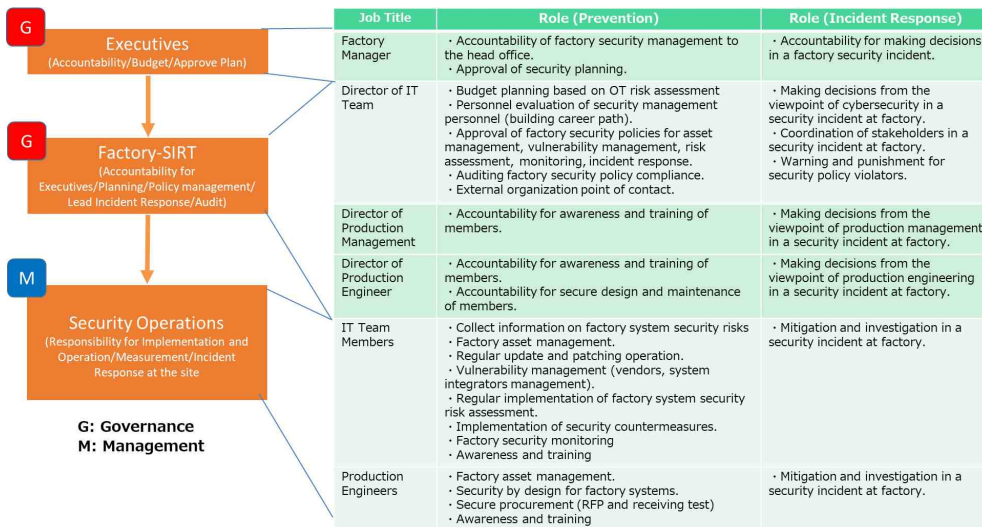 G
Executives
(Accountability/Budget/Approve Plan)
G
Factory-SIRT
(Accountability for
Executives/Planning/Policy management/
Lead Incident Response/Audit)
M
Security Operations
(Responsibility for Implementation and
Operation/Measurement/Incident
Response at the site
G: Governance
M: Management
Job Title
Role (Prevention)
Role (Incident Response)
Factory
Manager
・Accountability of factory security management to
the head office.
・Approval of security planning.
・Accountability for making decisions
in a factory security incident.
Director of IT
Team
・Budget planning based on OT risk assessment
・Personnel evaluation of security management
personnel (building career path).
・Approval of factory security policies for asset
management, vulnerability management, risk
assessment, monitoring, incident response.
・Auditing factory security policy compliance.
・External organization point of contact.
・Making decisions from the
viewpoint of cybersecurity in a
security incident at factory.
・Coordination of stakeholders in a
security incident at factory.
・Warning and punishment for
security policy violators.
Director of
Production
Management
・Accountability for awareness and training of
members.
・Making decisions from the
viewpoint of production management
in a security incident at factory.
Director of
Production
Engineer
・Accountability for awareness and training of
members.
・Accountability for secure design and maintenance
of members.
・Making decisions from the
viewpoint of production engineering
in a security incident at factory.
IT Team
Members
・Collect information on factory system security risks
・Factory asset management.
・Regular update and patching operation.
・Vulnerability management (vendors, system
integrators management).
・Regular implementation of factory system security
risk assessment.
・Implementation of security countermeasures.
・Factory security monitoring
・Awareness and training
・Mitigation and investigation in a
security incident at factory.
Production
Engineers
・Factory asset management.
・Security by design for factory systems.
・Secure procurement (RFP and receiving test)
・Awareness and training
・Mitigation and investigation in a
security incident at factory.